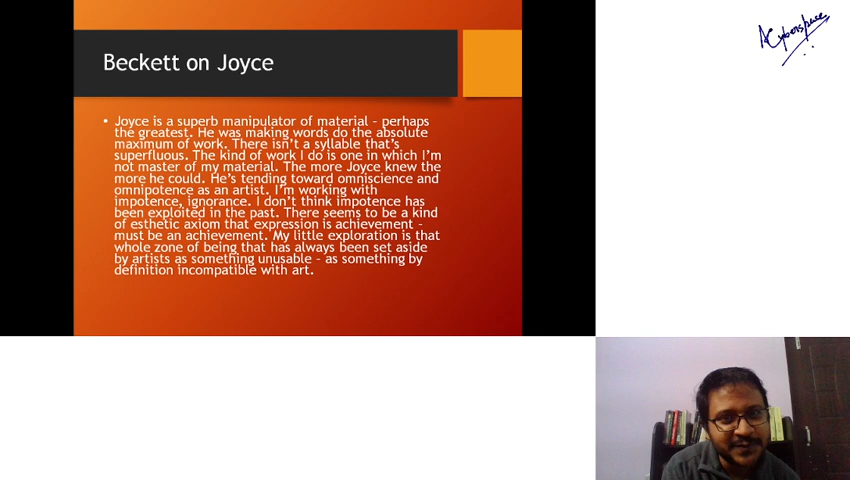 Beckett on Joyce
ACyberspace
• Joyce is a superb manipulator of material – perhaps
the greatest. He was making words do the absolute
maximum of work. There isn't a syllable that's
superfluous. The kind of work I do is one in which I'm
not master of my material. The more Joyce knew the
more he could. He's tending toward omniscience and
omnipotence as an artist. I'm working with
impotence, ignorance. I don't think impotence has
been exploited in the past. There seems to be a kind
of esthetic axiom that expression is achievement –
must be an achievement. My little exploration is that
whole zone of being that has always been set aside
by artists as something unusable – as something by
definition incompatible with art.